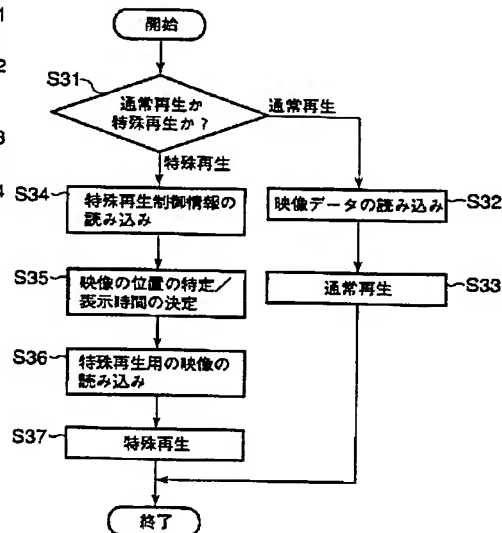 開始
S31
通常再生か
特殊再生か？
通常再生
特殊再生
S34
特殊再生制御情報の
読み込み
映像データの読み込み
S32
S35
映像の位置の特定／
表示時間の決定
通常再生
S33
S36
特殊再生用の映像の
読み込み
S37
特殊再生
終了